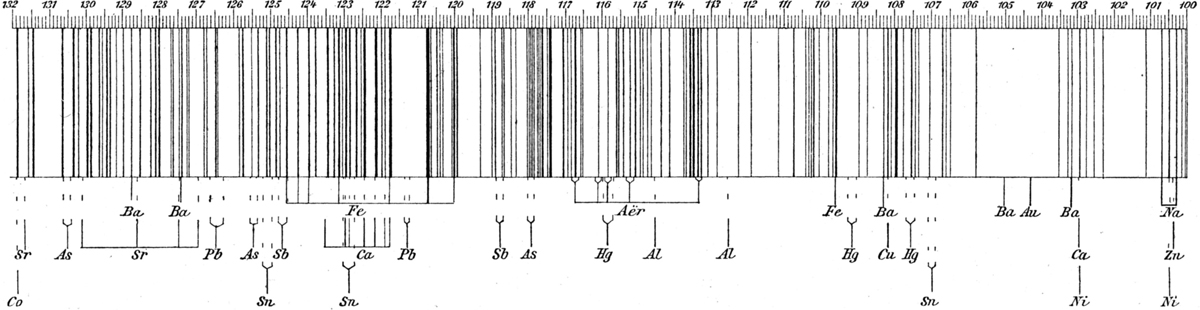 132 131 130 129 128 127 126 125 124 123 122 121 120 119 118 117 116 115 114 113 112 111 110 109 108 107 106 105 104 103 102 101 100
Ba Ba Fe Aër Fe Ba Ba Au Ba Na
Sr As Sr Pb As Sb Ca Pb Sb As Hg Al Al Hg Cu Hg Ca Zn
Co Sn Sn Sn Ni Ni